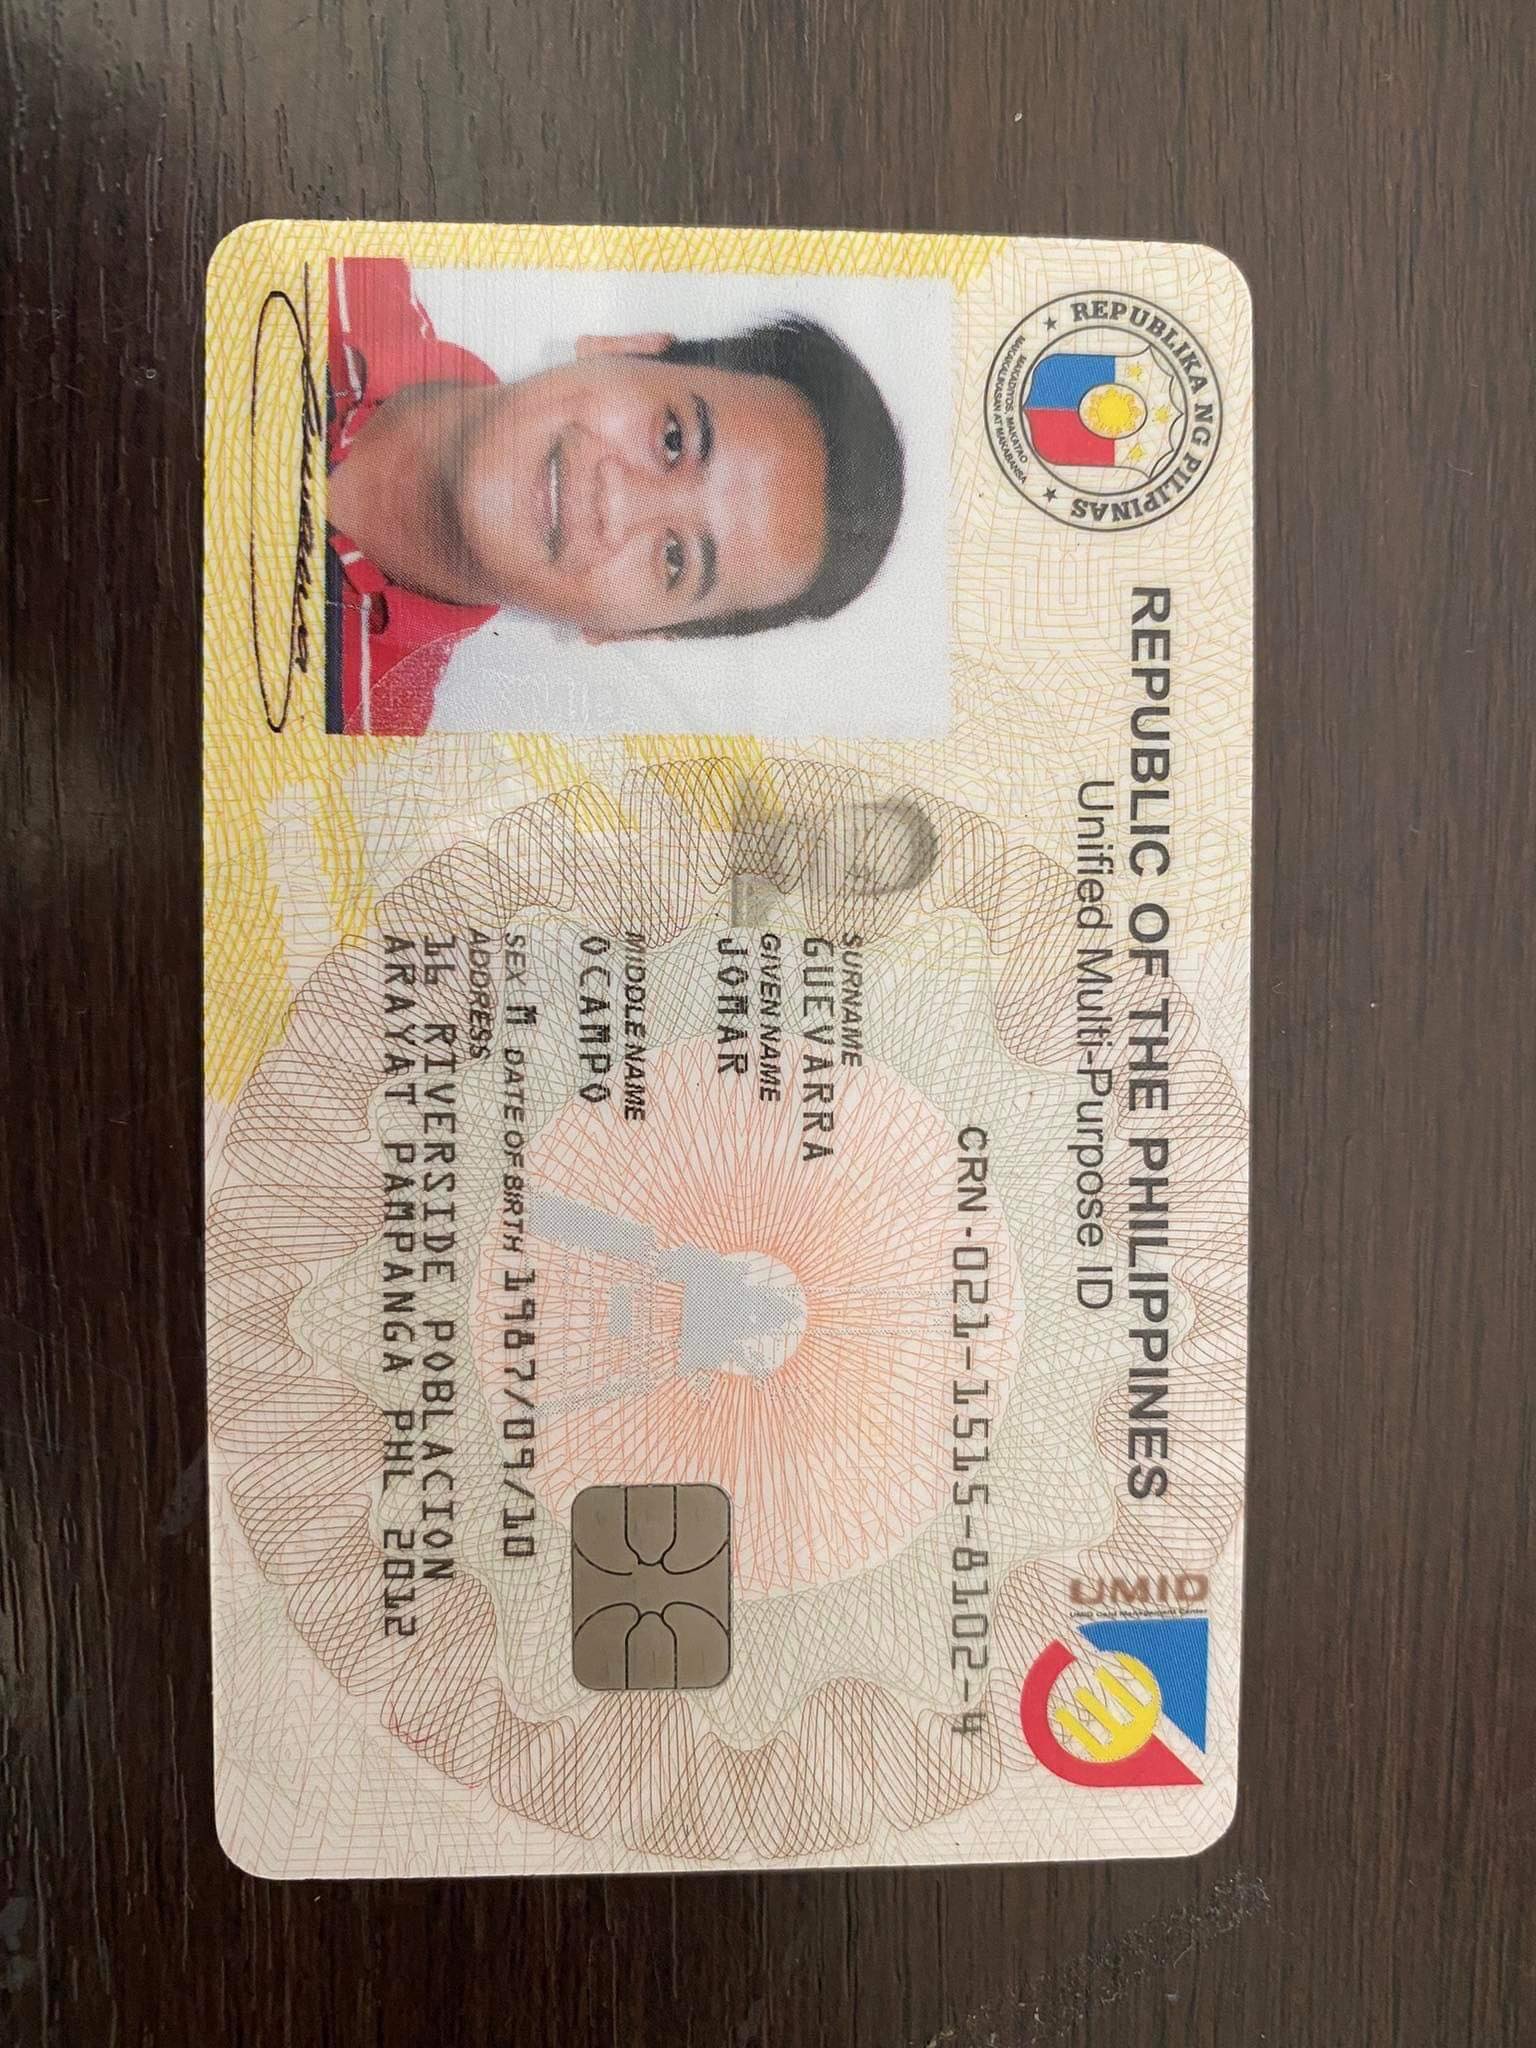 REPUBLIKA NG PILIPINAS
MAKADIYOS, MAKATAO
MAKAKALIKASAN AT MAKABANSA
REPUBLIC OF THE PHILIPPINES
Unified Multi-Purpose ID
UMID
UMID Card Management Center
CRN-021-1515-8102-4
SURNAME
GUEVARRA
GIVEN NAME
JOMAR
MIDDLE NAME
OCAMPO
SEX M DATE OF BIRTH 1987/09/10
ADDRESS
16 RIVERSIDE POBLACION
ARAYAT PAMPANGA PHL 2012